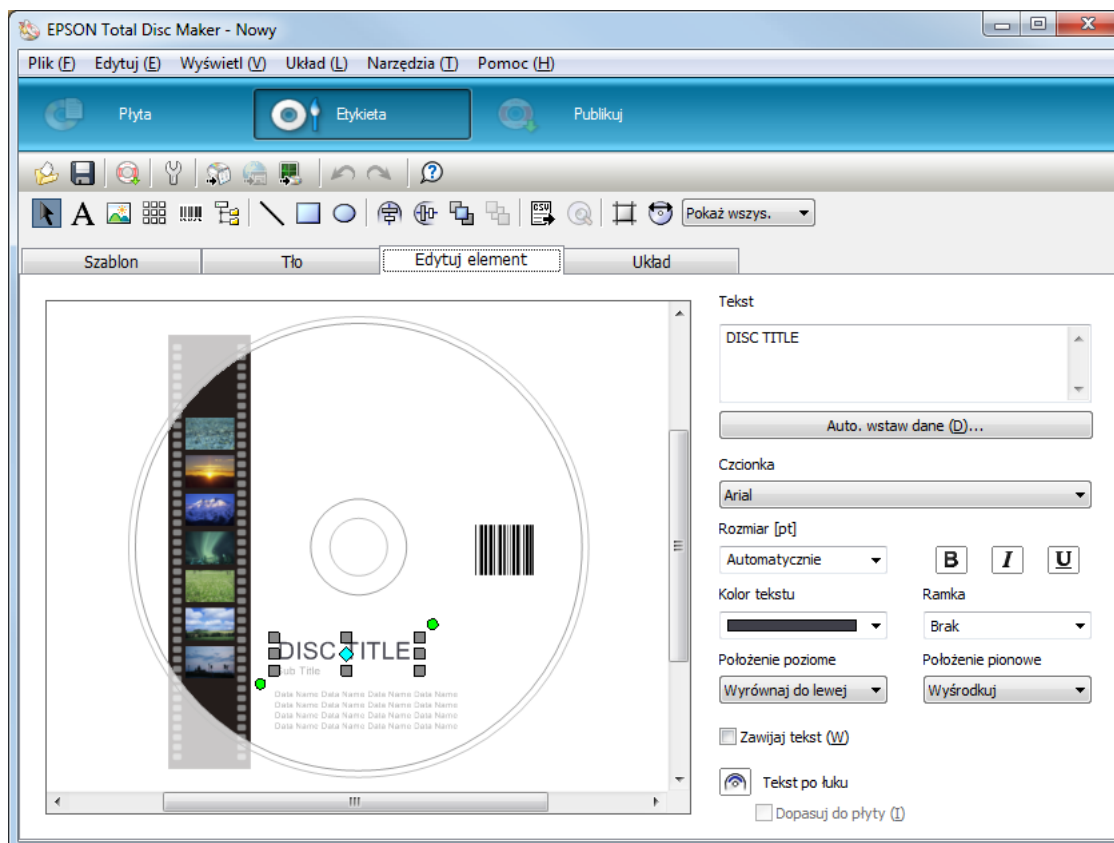 EPSON Total Disc Maker - Nowy
Plik (F) Edytuj (E) Wyświetl (V) Układ (L) Narzędzia (T) Pomoc (H)
Płyta Etykieta Publikuj
A CSV Pokaż wszys.
Szablon Tło Edytuj element Układ
Tekst
DISC TITLE
Auto. wstaw dane (D)...
Czcionka
Arial
Rozmiar [pt]
Automatycznie B I U
Kolor tekstu Ramka
Brak
Położenie poziome Położenie pionowe
Wyrównaj do lewej Wyśrodkuj
Zawijaj tekst (W)
Tekst po łuku
Dopasuj do płyty (I)
DISC TITLE
Sub Title
Data Name Data Name Data Name Data Name
Data Name Data Name Data Name Data Name
Data Name Data Name Data Name Data Name
Data Name Data Name Data Name Data Name